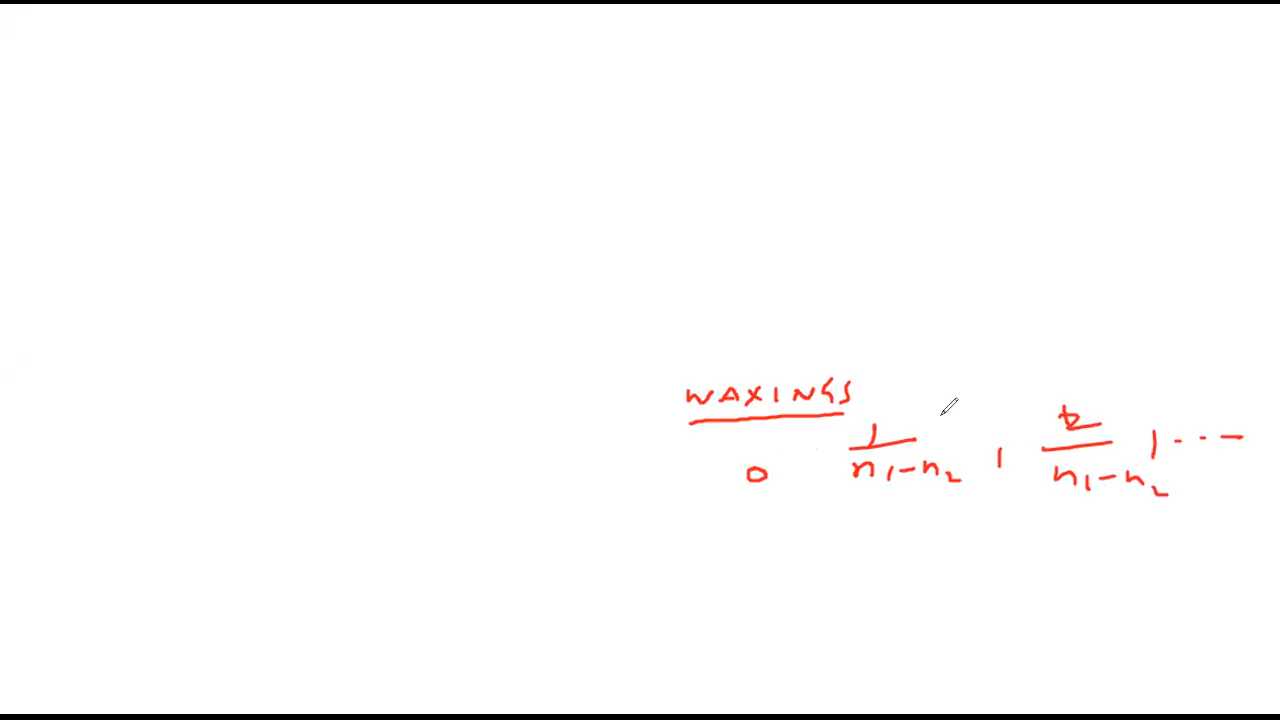 WAXINGS
0 1/(n₁-n₂) , 2/(n₁-n₂) , ---